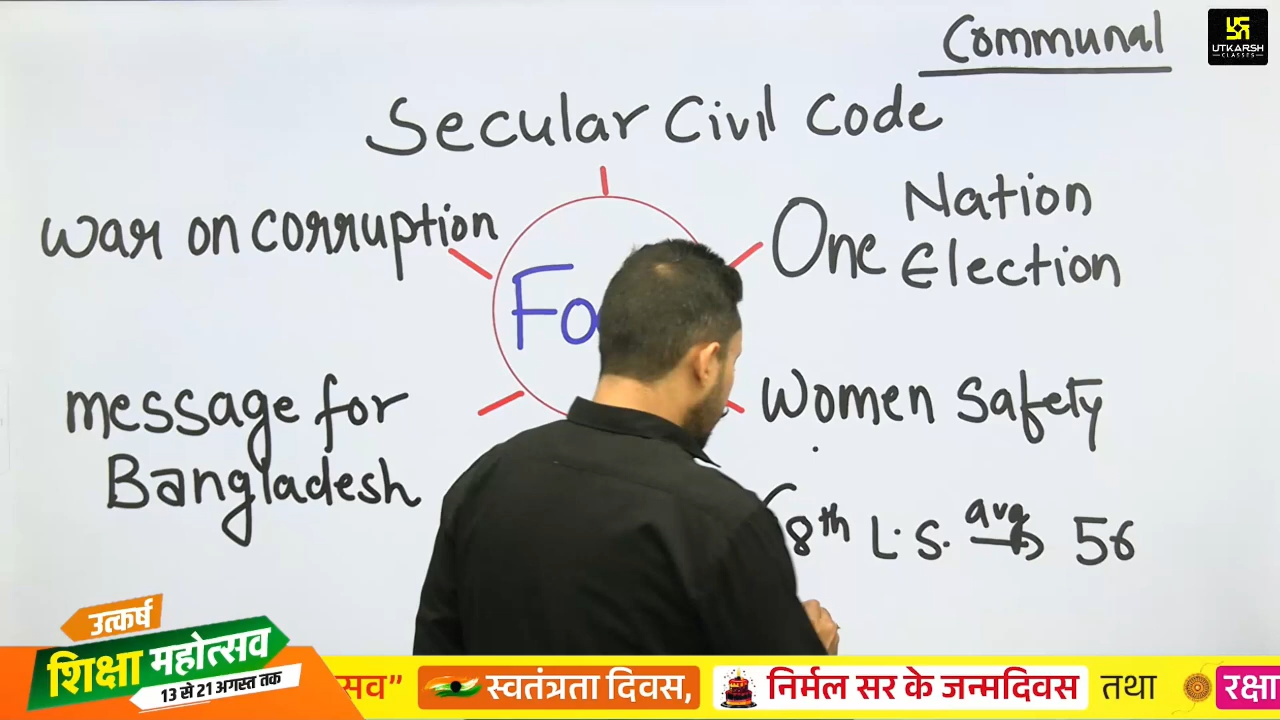 Communal
UTKARSH
CLASSES
Secular Civil Code
War on corruption
One Nation
Election
Fo
message for
Bangladesh
Women Safety
8th L.S. avg → 56
उत्कर्ष
शिक्षा महोत्सव
13 से 21 अगस्त तक
सव” स्वतंत्रता दिवस, निर्मल सर के जन्मदिवस तथा रक्षा